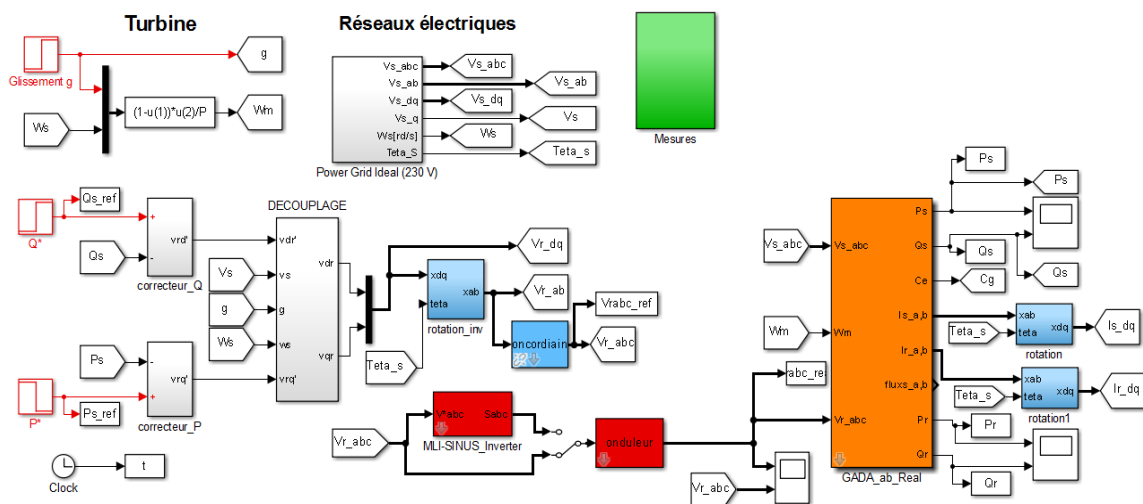 Turbine
Réseaux électriques
Glissement g
g
Ws
(1-u(1))*u(2)/P
Wm
Vs_abc
Vs_ab
Vs_dq
Vs_q
Ws[rd/s]
Teta_S
Power Grid Ideal (230 V)
Vs_abc
Vs_ab
Vs_dq
Vs
Ws
Teta_s
Mesures
Qs_ref
Q*
Qs
+
-
vrd'
correcteur_Q
Ps
P*
Ps_ref
-
+
vrq'
correcteur_P
Clock
t
DECOUPLAGE
Vs
g
Ws
vdr'
vs
g
ws
vrq'
vdr
vqr
Teta_s
xdq
teta
xab
rotation_inv
Vr_dq
Vr_ab
oncordiain
Vrabc_ref
Vr_abc
Vr_abc
V*abc
Sabc
MLI-SINUS_Inverter
onduleur
abc_re
Vr_abc
Vs_abc
Wm
Vs_abc
Wm
Vr_abc
Ps
Qs
Ce
Is_a,b
Ir_a,b
fluxs_a,b
Pr
Qr
GADA_ab_Real
Ps
Ps
Qs
Qs
Cg
Teta_s
xab
teta
xdq
rotation
Is_dq
Teta_s
xab
teta
xdq
rotation1
Ir_dq
Pr
Qr